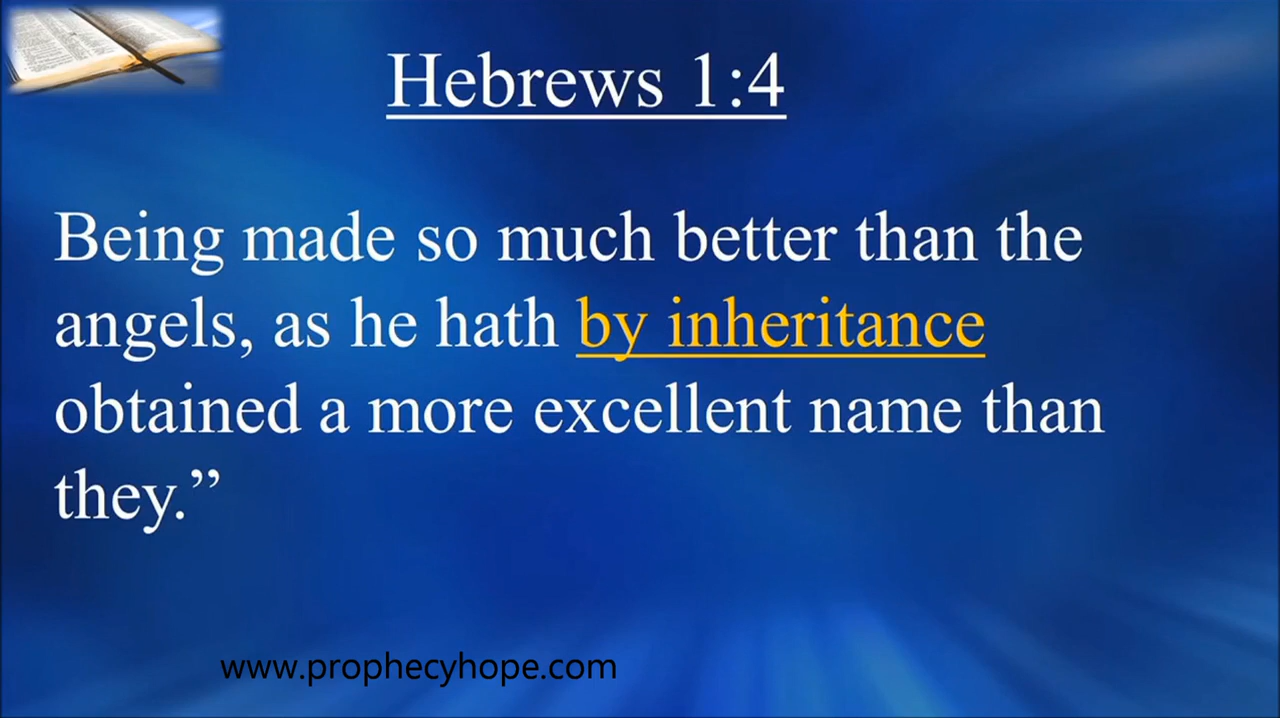 Hebrews 1:4
Being made so much better than the
angels, as he hath by inheritance
obtained a more excellent name than
they.”
www.prophecyhope.com